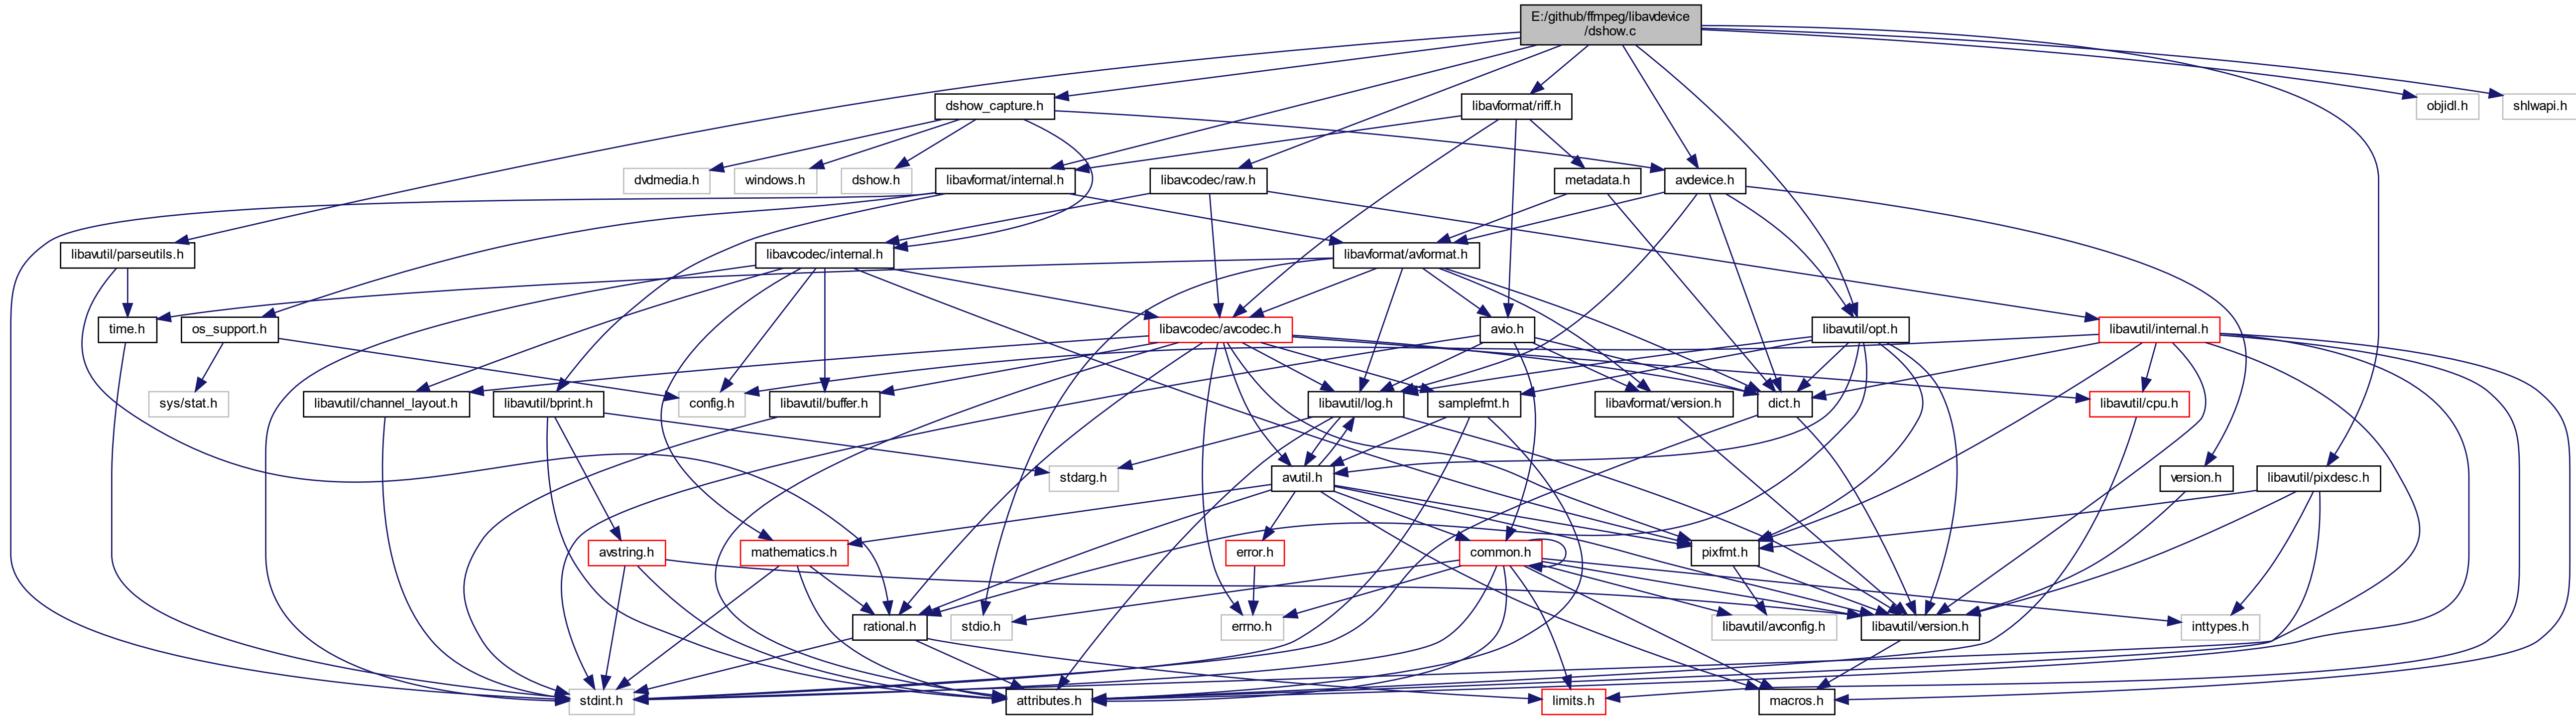 E:/github/ffmpeg/libavdevice
/dshow.c
dshow_capture.h
libavformat/riff.h
objidl.h
shlwapi.h
dvdmedia.h
windows.h
dshow.h
libavformat/internal.h
libavcodec/raw.h
metadata.h
avdevice.h
libavutil/parseutils.h
libavcodec/internal.h
libavformat/avformat.h
time.h
os_support.h
libavcodec/avcodec.h
avio.h
libavutil/opt.h
libavutil/internal.h
sys/stat.h
libavutil/channel_layout.h
libavutil/bprint.h
config.h
libavutil/buffer.h
libavutil/log.h
samplefmt.h
libavformat/version.h
dict.h
libavutil/cpu.h
stdarg.h
avutil.h
version.h
libavutil/pixdesc.h
avstring.h
mathematics.h
error.h
common.h
pixfmt.h
rational.h
stdio.h
errno.h
libavutil/avconfig.h
libavutil/version.h
inttypes.h
stdint.h
attributes.h
limits.h
macros.h